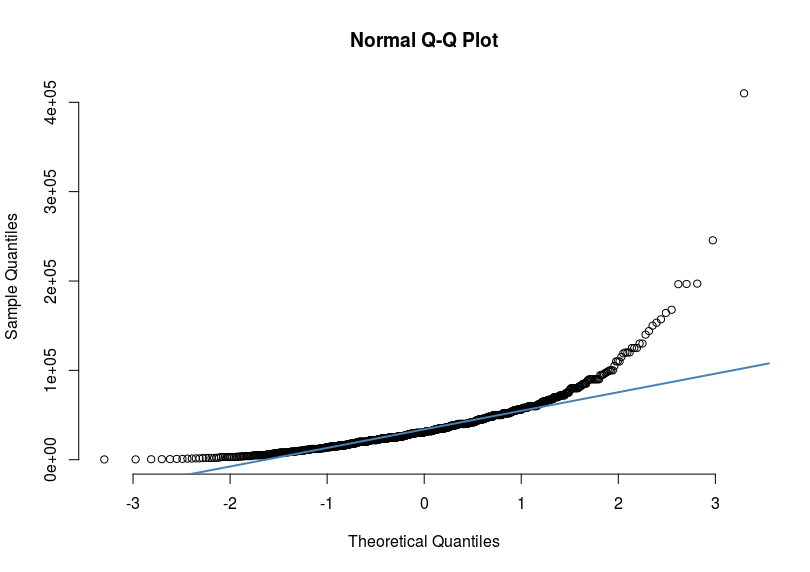 Normal Q-Q Plot
4e+05
3e+05
2e+05
1e+05
0e+00
Sample Quantiles
-3 -2 -1 0 1 2 3
Theoretical Quantiles